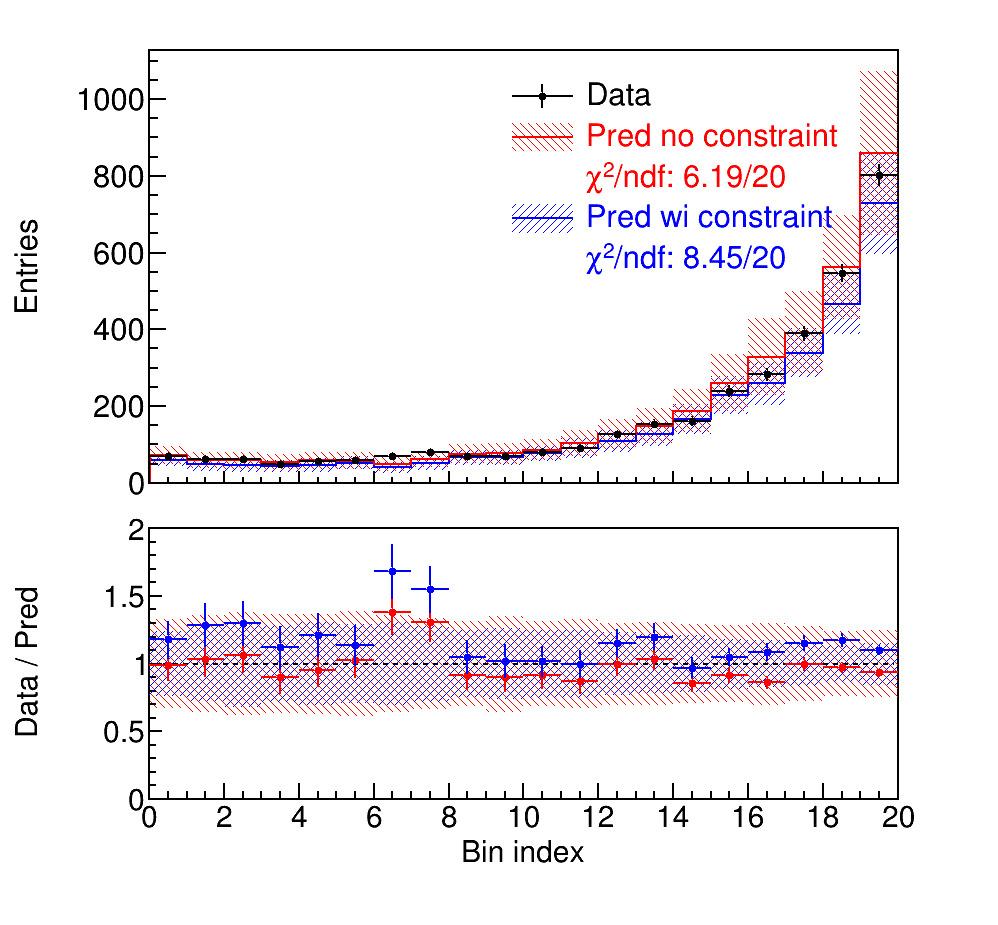 1000
800
600
400
200
0
Entries
Data
Pred no constraint
χ²/ndf: 6.19/20
Pred wi constraint
χ²/ndf: 8.45/20
2
1.5
1
0.5
0
Data / Pred
0 2 4 6 8 10 12 14 16 18 20
Bin index